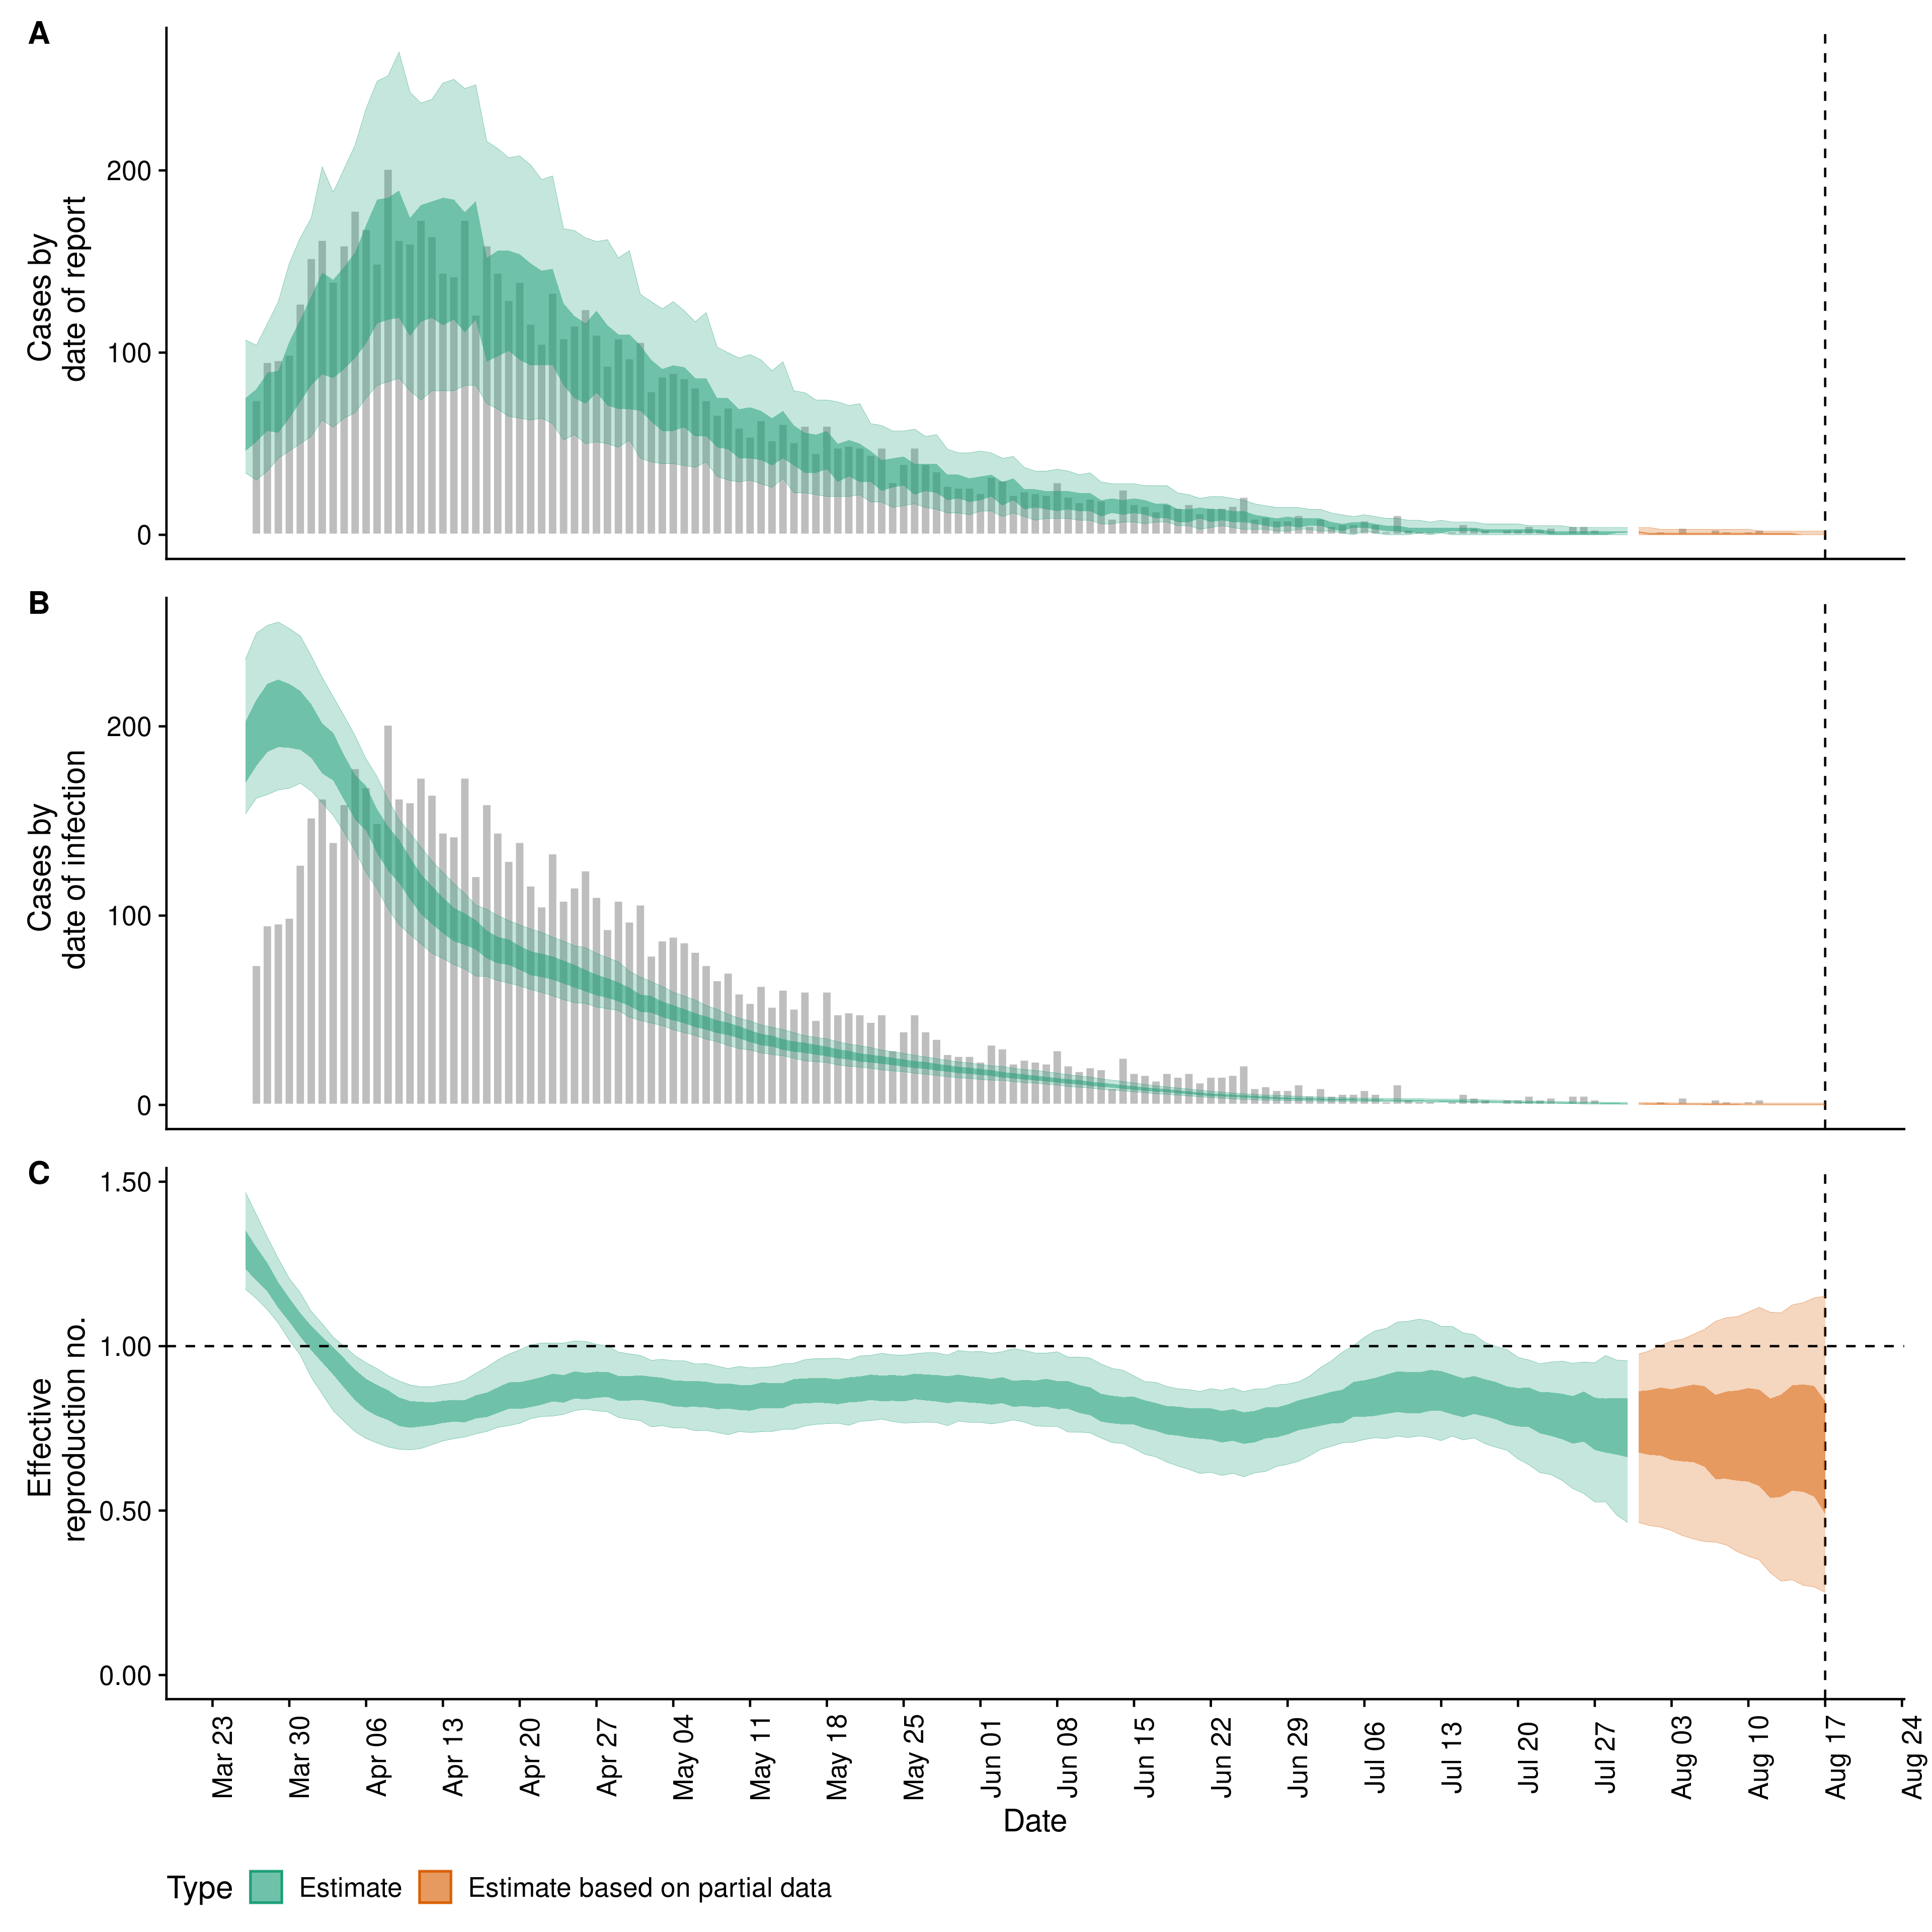 A
Cases by
date of report
200
100
0
B
Cases by
date of infection
200
100
0
C
Effective
reproduction no.
1.50
1.00
0.50
0.00
Mar 23
Mar 30
Apr 06
Apr 13
Apr 20
Apr 27
May 04
May 11
May 18
May 25
Jun 01
Jun 08
Jun 15
Jun 22
Jun 29
Jul 06
Jul 13
Jul 20
Jul 27
Aug 03
Aug 10
Aug 17
Aug 24
Date
Type Estimate Estimate based on partial data